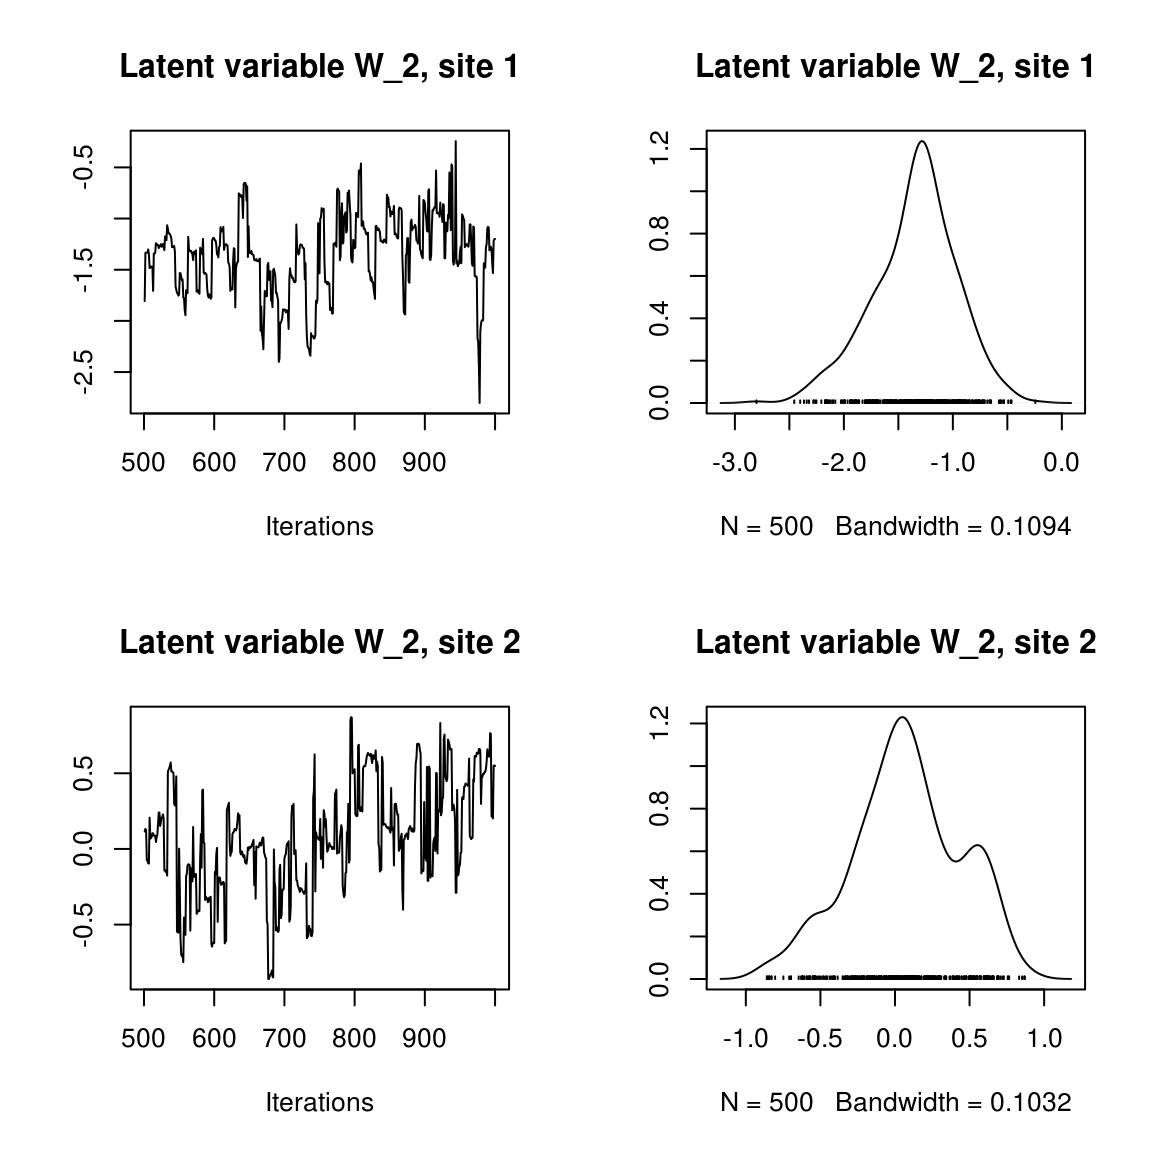 Latent variable W_2, site 1
-0.5
-1.5
-2.5
500 600 700 800 900
Iterations
Latent variable W_2, site 1
1.2
0.8
0.4
0.0
-3.0 -2.0 -1.0 0.0
N = 500 Bandwidth = 0.1094
Latent variable W_2, site 2
0.5
0.0
-0.5
500 600 700 800 900
Iterations
Latent variable W_2, site 2
1.2
0.8
0.4
0.0
-1.0 -0.5 0.0 0.5 1.0
N = 500 Bandwidth = 0.1032